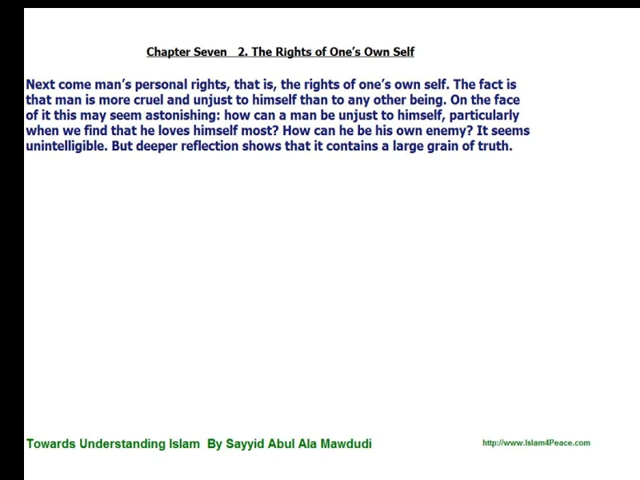 Chapter Seven 2. The Rights of One's Own Self
Next come man's personal rights, that is, the rights of one's own self. The fact is
that man is more cruel and unjust to himself than to any other being. On the face
of it this may seem astonishing: how can a man be unjust to himself, particularly
when we find that he loves himself most? How can he be his own enemy? It seems
unintelligible. But deeper reflection shows that it contains a large grain of truth.
Towards Understanding Islam By Sayyid Abul Ala Mawdudi
http://www.Islam4Peace.com